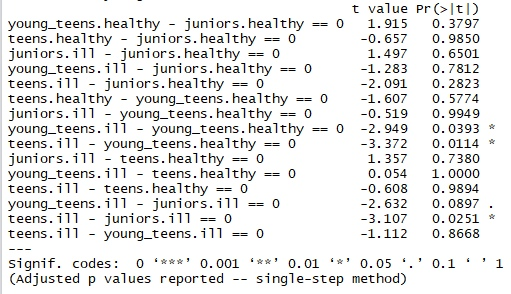 t value Pr(>|t|)
young_teens.healthy - juniors.healthy == 0 1.915 0.3797
teens.healthy - juniors.healthy == 0 -0.657 0.9850
juniors.ill - juniors.healthy == 0 1.497 0.6501
young_teens.ill - juniors.healthy == 0 -1.283 0.7812
teens.ill - juniors.healthy == 0 -2.091 0.2823
teens.healthy - young_teens.healthy == 0 -1.607 0.5774
juniors.ill - young_teens.healthy == 0 -0.519 0.9949
young_teens.ill - young_teens.healthy == 0 -2.949 0.0393 *
teens.ill - young_teens.healthy == 0 -3.372 0.0114 *
juniors.ill - teens.healthy == 0 1.357 0.7380
young_teens.ill - teens.healthy == 0 0.054 1.0000
teens.ill - teens.healthy == 0 -0.608 0.9894
young_teens.ill - juniors.ill == 0 -2.632 0.0897 .
teens.ill - juniors.ill == 0 -3.107 0.0251 *
teens.ill - young_teens.ill == 0 -1.112 0.8668
---
Signif. codes: 0 ‘***’ 0.001 ‘**’ 0.01 ‘*’ 0.05 ‘.’ 0.1 ‘ ’ 1
(Adjusted p values reported -- single-step method)